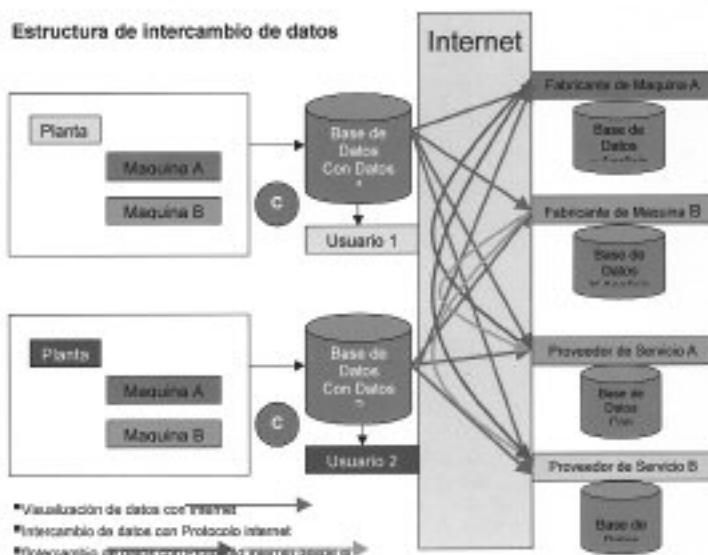 Estructura de intercambio de datos
Internet
Planta
Maquina A
Maquina B
C
Base de
Datos
Con Datos
Usuario 1
Planta
Maquina A
Maquina B
C
Base de
Datos
Con Datos
Usuario 2
Fabricante de Maquina A
Base de
Datos
Fabricante de Maquina B
Base de
Datos
Proveedor de Servicio A
Base de
Datos
Proveedor de Servicio B
Base de
Datos
Visualización de datos con Internet
Intercambio de datos con Protocolo internet